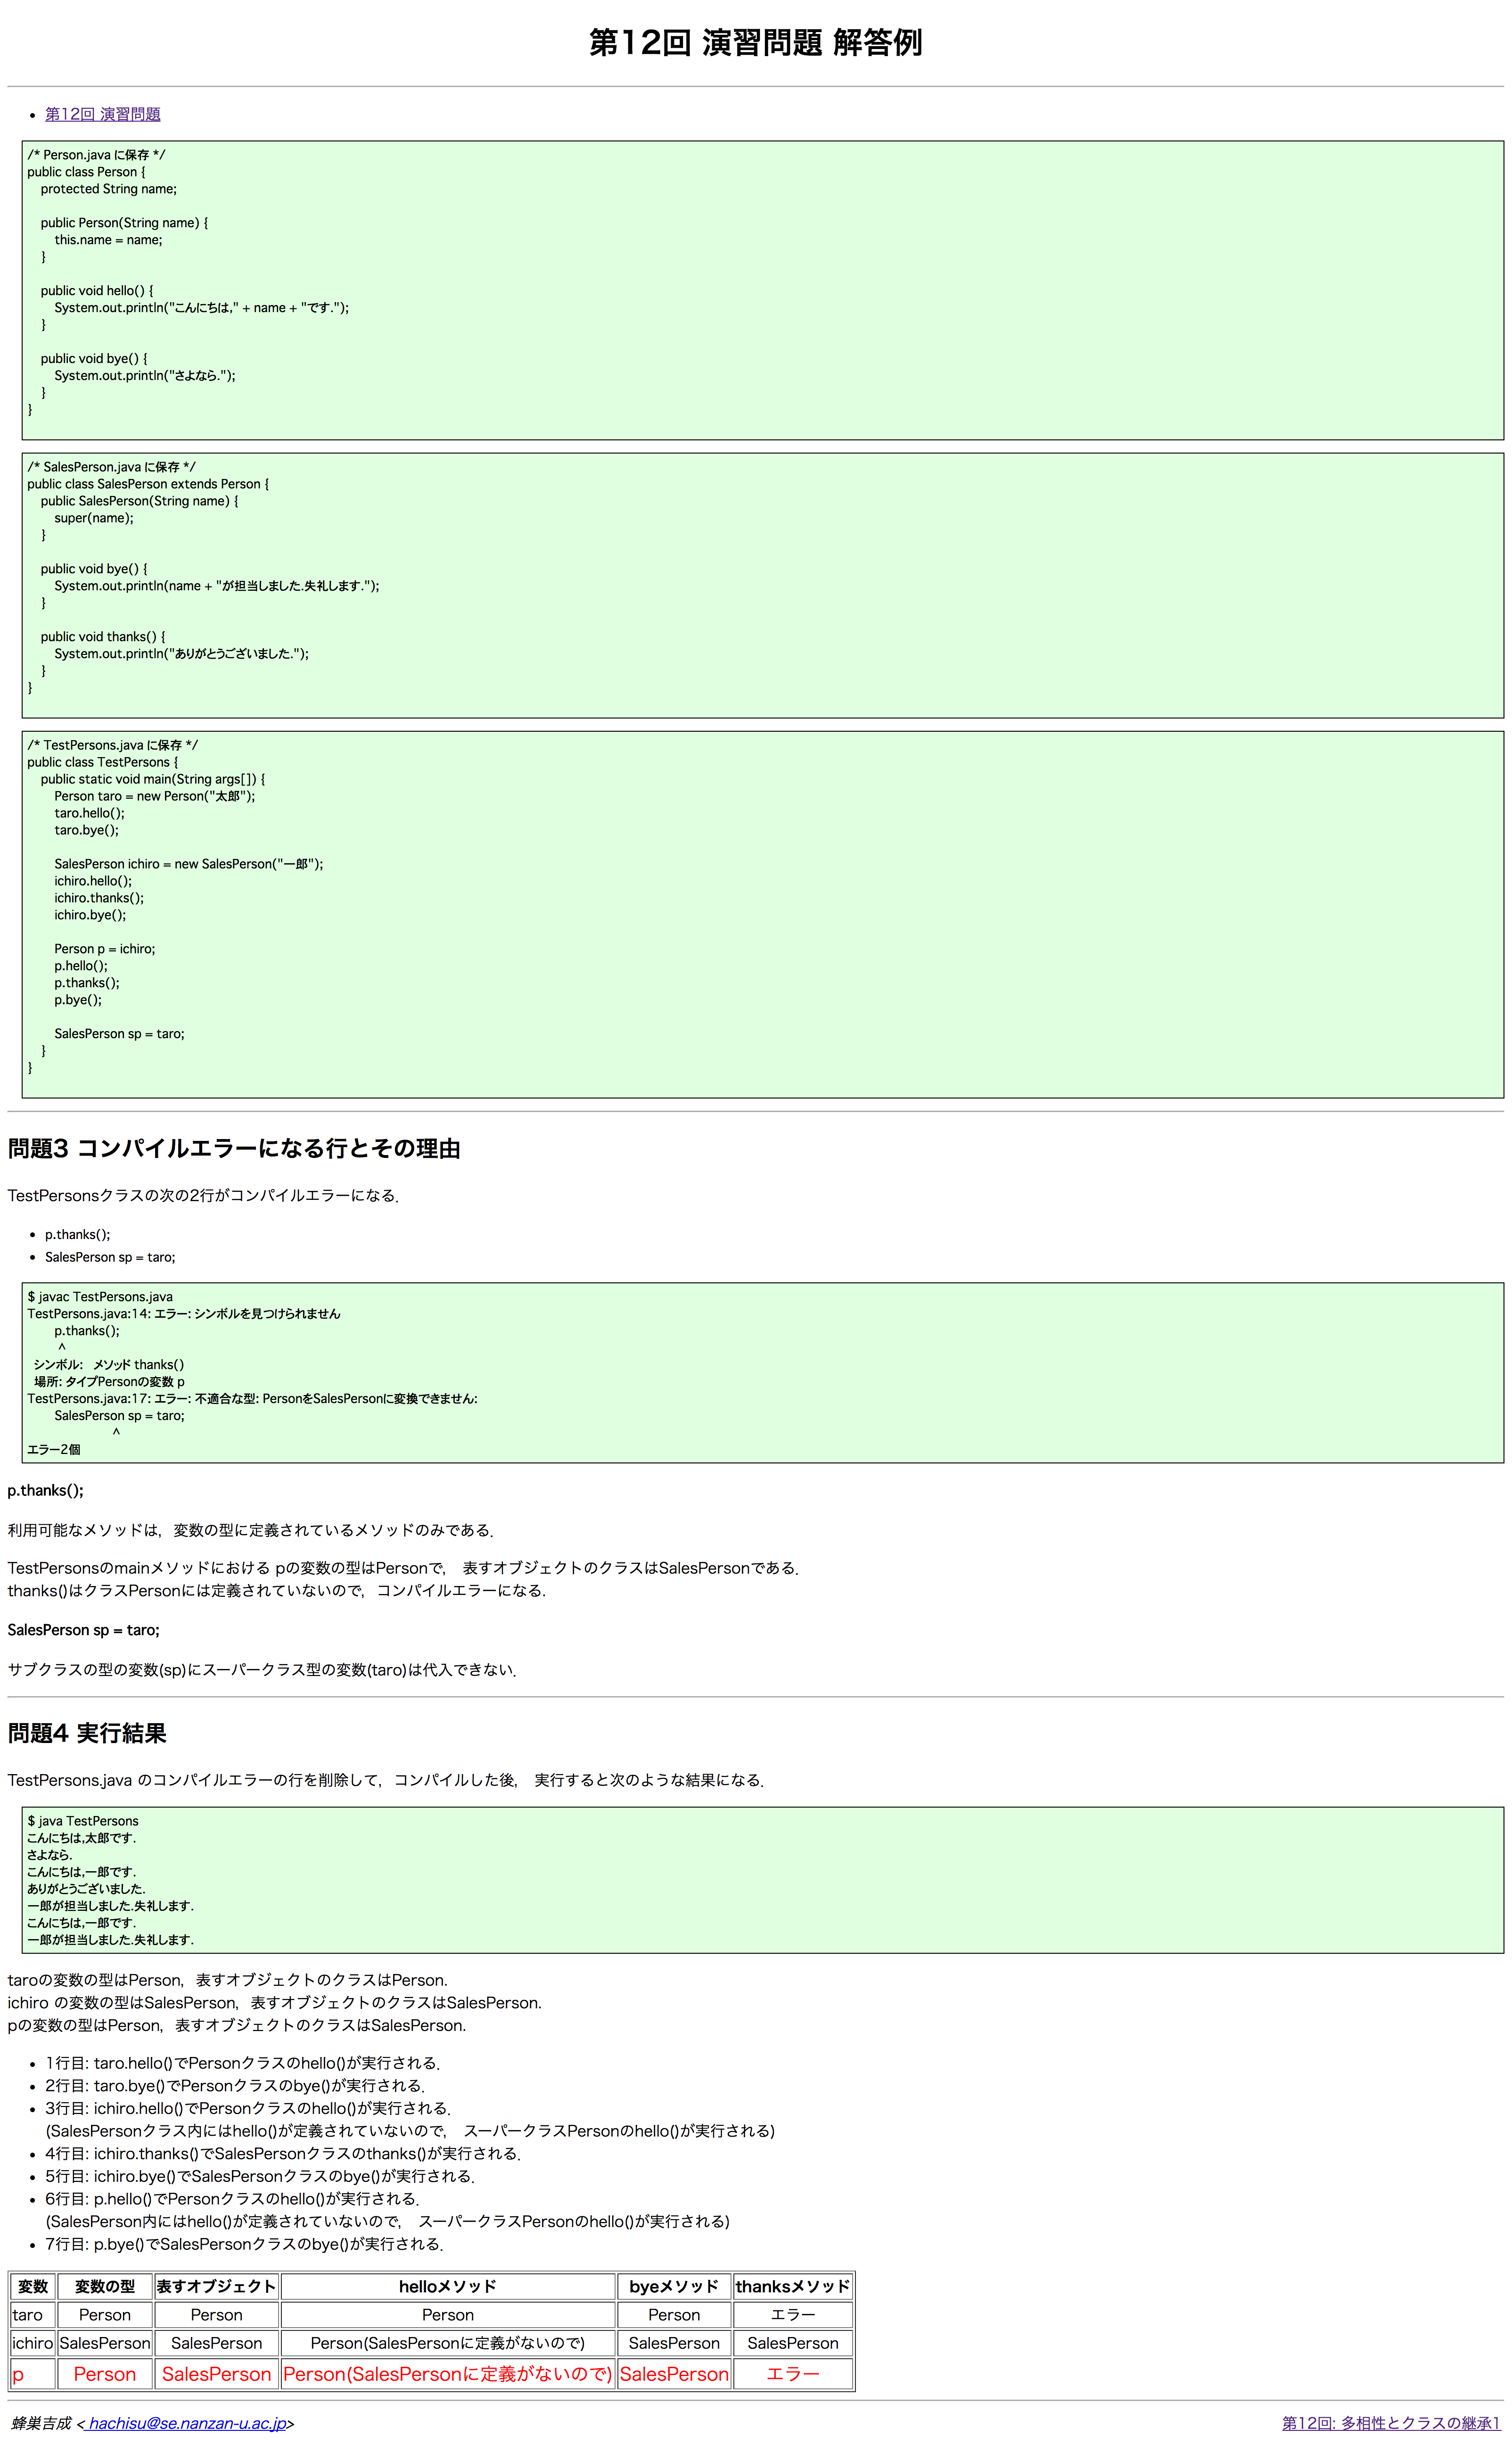 第12回 演習問題 解答例
• 第12回 演習問題
/* Person.java に保存 */
public class Person {
    protected String name;

    public Person(String name) {
        this.name = name;
    }

    public void hello() {
        System.out.println("こんにちは," + name + "です.");
    }

    public void bye() {
        System.out.println("さよなら.");
    }
}

/* SalesPerson.java に保存 */
public class SalesPerson extends Person {
    public SalesPerson(String name) {
        super(name);
    }

    public void bye() {
        System.out.println(name + "が担当しました.失礼します.");
    }

    public void thanks() {
        System.out.println("ありがとうございました.");
    }
}

/* TestPersons.java に保存 */
public class TestPersons {
    public static void main(String args[]) {
        Person taro = new Person("太郎");
        taro.hello();
        taro.bye();

        SalesPerson ichiro = new SalesPerson("一郎");
        ichiro.hello();
        ichiro.thanks();
        ichiro.bye();

        Person p = ichiro;
        p.hello();
        p.thanks();
        p.bye();

        SalesPerson sp = taro;
    }
}

問題3 コンパイルエラーになる行とその理由
TestPersonsクラスの次の2行がコンパイルエラーになる．
• p.thanks();
• SalesPerson sp = taro;
$ javac TestPersons.java
TestPersons.java:14: エラー: シンボルを見つけられません
        p.thanks();
         ^
  シンボル:   メソッド thanks()
  場所: タイプPersonの変数 p
TestPersons.java:17: エラー: 不適合な型: PersonをSalesPersonに変換できません:
        SalesPerson sp = taro;
                         ^
エラー2個
p.thanks();
利用可能なメソッドは，変数の型に定義されているメソッドのみである．
TestPersonsのmainメソッドにおける pの変数の型はPersonで， 表すオブジェクトのクラスはSalesPersonである．
thanks()はクラスPersonには定義されていないので，コンパイルエラーになる．
SalesPerson sp = taro;
サブクラスの型の変数(sp)にスーパークラス型の変数(taro)は代入できない．
問題4 実行結果
TestPersons.java のコンパイルエラーの行を削除して，コンパイルした後， 実行すると次のような結果になる．
$ java TestPersons
こんにちは,太郎です.
さよなら.
こんにちは,一郎です.
ありがとうございました.
一郎が担当しました.失礼します.
こんにちは,一郎です.
一郎が担当しました.失礼します.
taroの変数の型はPerson，表すオブジェクトのクラスはPerson.
ichiro の変数の型はSalesPerson，表すオブジェクトのクラスはSalesPerson.
pの変数の型はPerson，表すオブジェクトのクラスはSalesPerson.
• 1行目: taro.hello()でPersonクラスのhello()が実行される．
• 2行目: taro.bye()でPersonクラスのbye()が実行される．
• 3行目: ichiro.hello()でPersonクラスのhello()が実行される．
(SalesPersonクラス内にはhello()が定義されていないので， スーパークラスPersonのhello()が実行される)
• 4行目: ichiro.thanks()でSalesPersonクラスのthanks()が実行される．
• 5行目: ichiro.bye()でSalesPersonクラスのbye()が実行される．
• 6行目: p.hello()でPersonクラスのhello()が実行される．
(SalesPerson内にはhello()が定義されていないので， スーパークラスPersonのhello()が実行される)
• 7行目: p.bye()でSalesPersonクラスのbye()が実行される．
変数 変数の型 表すオブジェクト helloメソッド byeメソッド thanksメソッド
taro Person Person Person Person エラー
ichiro SalesPerson SalesPerson Person(SalesPersonに定義がないので) SalesPerson SalesPerson
p Person SalesPerson Person(SalesPersonに定義がないので) SalesPerson エラー
蜂巣吉成 < hachisu@se.nanzan-u.ac.jp> 第12回: 多相性とクラスの継承1